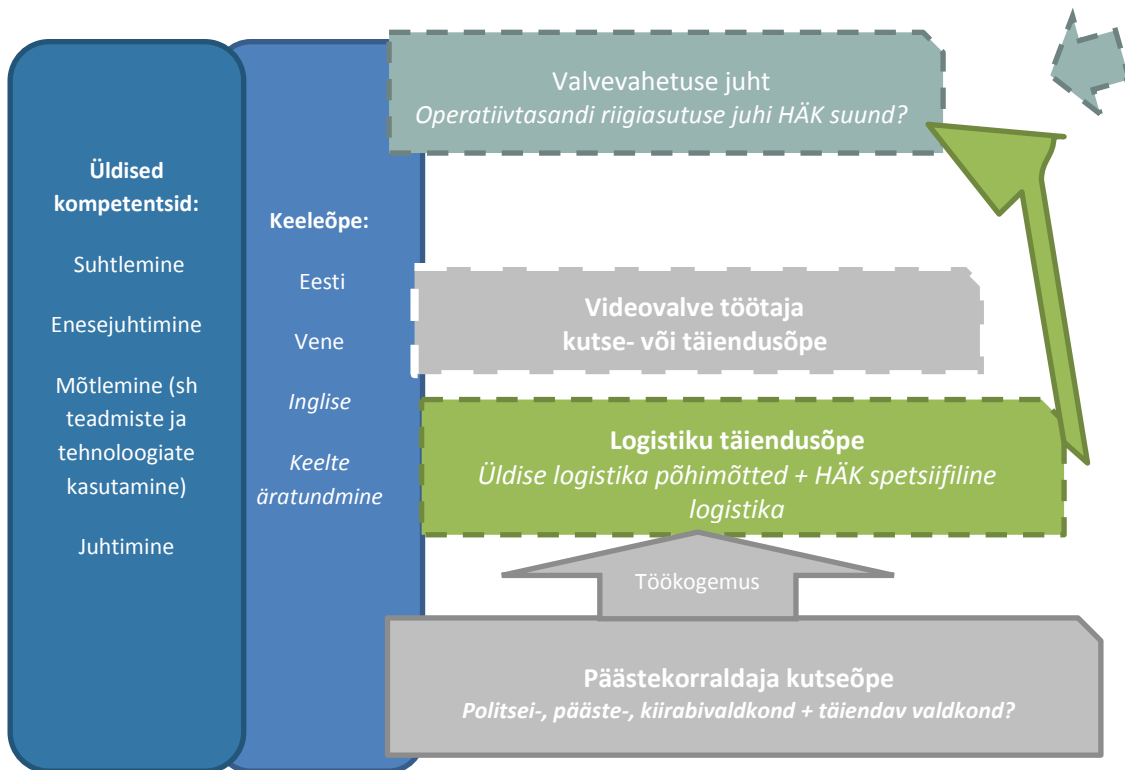 Üldised
kompetentsid:
Suhtlemine
Enesejuhtimine
Mõtlemine (sh
teadmiste ja
tehnoloogiate
kasutamine)
Juhtimine
Keeleõpe:
Eesti
Vene
Inglise
Keelte
äratundmine
Valvevahetuse juht
Operatiivtasandi riigiasutuse juhi HÄK suund?
Videovalve töötaja
kutse- või täiendusõpe
Logistiku täiendusõpe
Üldise logistika põhimõtted + HÄK spetsiifiline
logistika
Töökogemus
Päästekorraldaja kutseõpe
Politsei-, pääste-, kiirabivaldkond + täiendav valdkond?